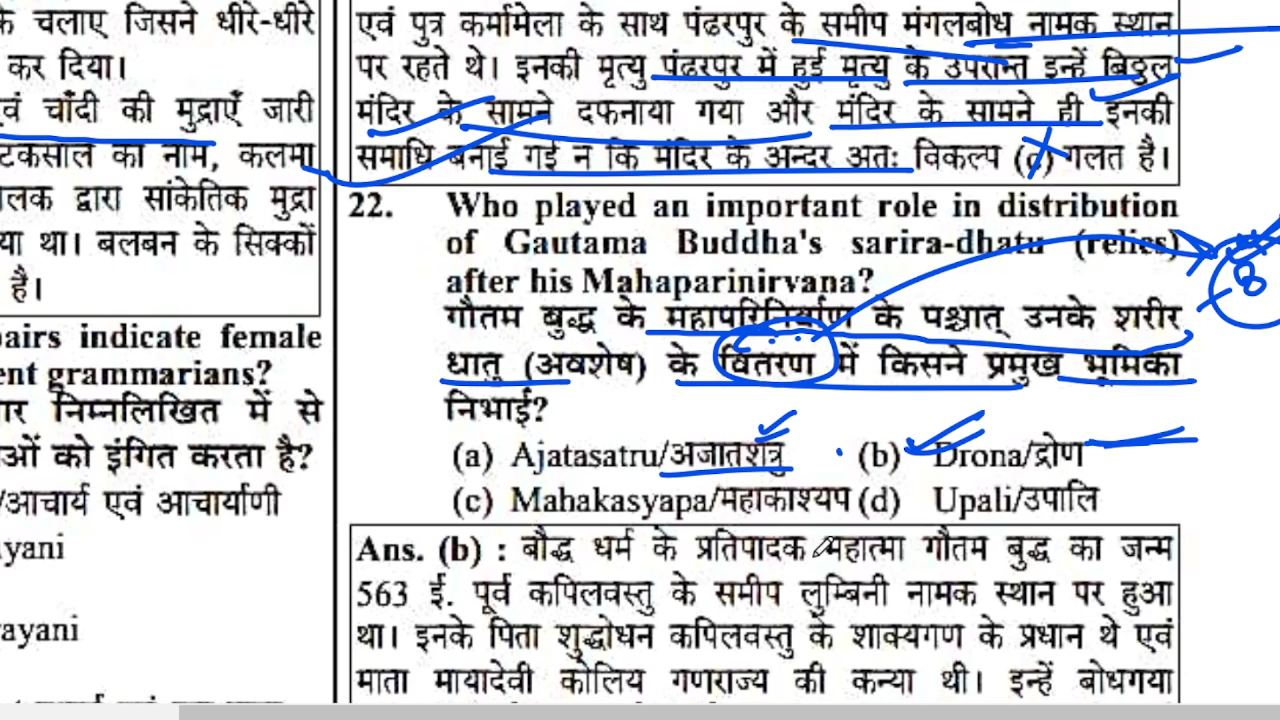 के चलाए जिसने धीरे-धीरे
कर दिया।
वं चाँदी की मुद्राएँ जारी
टकसाल का नाम, कलमा
लक द्वारा सांकेतिक मुद्रा
या था। बलबन के सिक्कों
है।
airs indicate female
ent grammarians?
ार निम्नलिखित में से
ओं को इंगित करता है?
/आचार्य एवं आचार्याणी
yani
ayani
एवं पुत्र कर्मामेला के साथ पंढरपुर के समीप मंगलबोध नामक स्थान
पर रहते थे। इनकी मृत्यु पंढरपुर में हुई मृत्यु के उपरान्त इन्हें बिठ्ठल
मंदिर के सामने दफनाया गया और मंदिर के सामने ही इनकी
समाधि बनाई गई न कि मंदिर के अन्दर अतः विकल्प गलत है।
22. Who played an important role in distribution
of Gautama Buddha's sarira-dhatu (relics)
after his Mahaparinirvana?
गौतम बुद्ध के महापरिनिर्वाण के पश्चात् उनके शरीर
धातु (अवशेष) के वितरण में किसने प्रमुख भूमिका
निभाई?
(a) Ajatasatru/अजातशत्रु (b) Drona/द्रोण
(c) Mahakasyapa/महाकाश्यप (d) Upali/उपालि
Ans. (b) : बौद्ध धर्म के प्रतिपादक महात्मा गौतम बुद्ध का जन्म
563 ई. पूर्व कपिलवस्तु के समीप लुम्बिनी नामक स्थान पर हुआ
था। इनके पिता शुद्धोधन कपिलवस्तु के शाक्यगण के प्रधान थे एवं
माता मायादेवी कोलिय गणराज्य की कन्या थी। इन्हें बोधगया
8